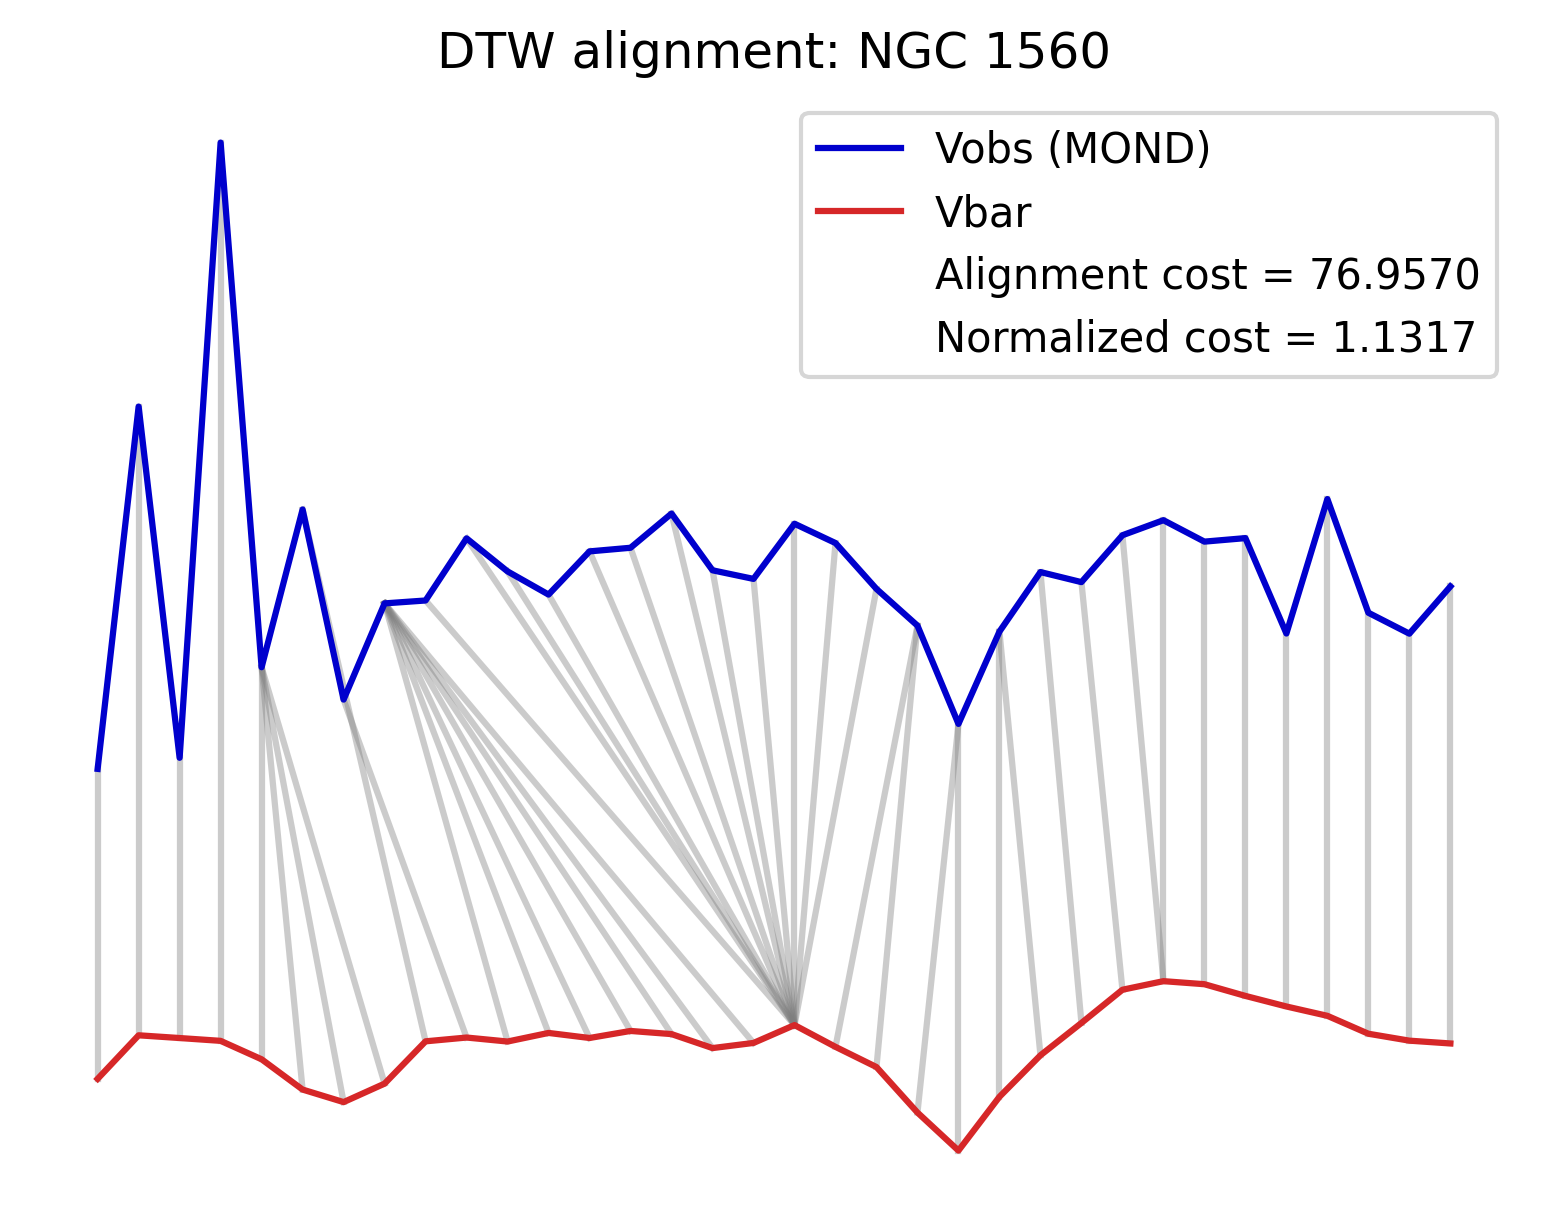 DTW alignment: NGC 1560
Vobs (MOND)
Vbar
Alignment cost = 76.9570
Normalized cost = 1.1317